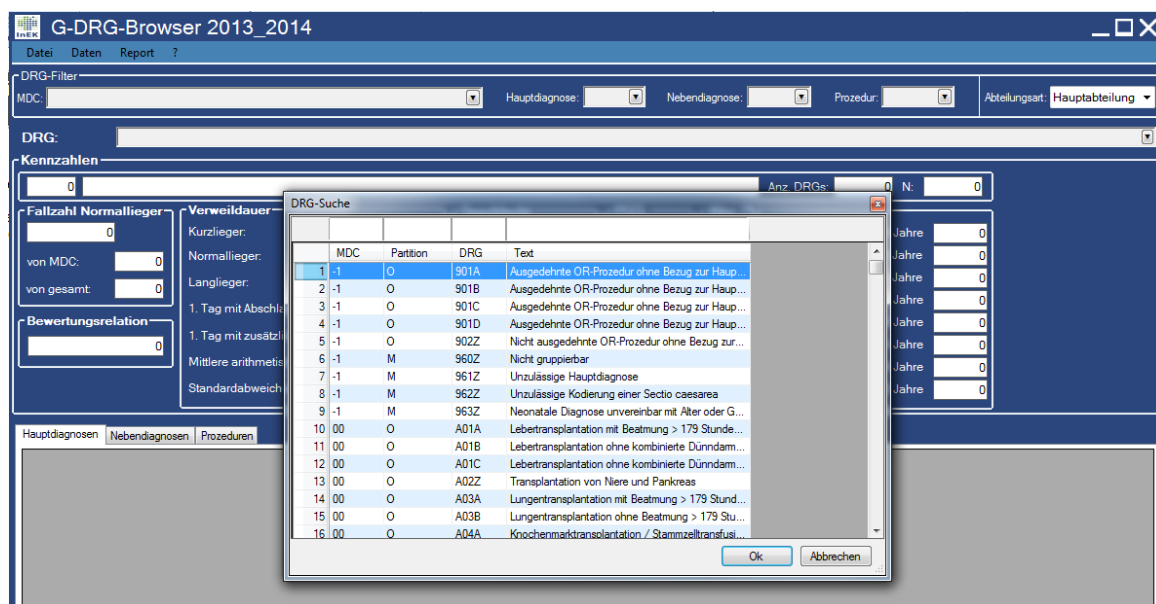 InEK G-DRG-Browser 2013_2014
Datei Daten Report ?
DRG-Filter
MDC: Hauptdiagnose: Nebendiagnose: Prozedur: Abteilungsart: Hauptabteilung
DRG:
Kennzahlen
0 Anz. DRGs: 0 N: 0
Fallzahl Normallieger
0
von MDC: 0
von gesamt: 0
Bewertungsrelation
0
Verweildauer
Kurzlieger:
Normallieger:
Langlieger:
1. Tag mit Abschla
1. Tag mit zusätzli
Mittlere arithmetis
Standardabweich
DRG-Suche
MDC Partition DRG Text
1 -1 O 901A Ausgedehnte OR-Prozedur ohne Bezug zur Haup...
2 -1 O 901B Ausgedehnte OR-Prozedur ohne Bezug zur Haup...
3 -1 O 901C Ausgedehnte OR-Prozedur ohne Bezug zur Haup...
4 -1 O 901D Ausgedehnte OR-Prozedur ohne Bezug zur Haup...
5 -1 O 902Z Nicht ausgedehnte OR-Prozedur ohne Bezug zur...
6 -1 M 960Z Nicht gruppierbar
7 -1 M 961Z Unzulässige Hauptdiagnose
8 -1 M 962Z Unzulässige Kodierung einer Sectio caesarea
9 -1 M 963Z Neonatale Diagnose unvereinbar mit Alter oder G...
10 00 O A01A Lebertransplantation mit Beatmung > 179 Stunde...
11 00 O A01B Lebertransplantation ohne kombinierte Dünndarm...
12 00 O A01C Lebertransplantation ohne kombinierte Dünndarm...
13 00 O A02Z Transplantation von Niere und Pankreas
14 00 O A03A Lungentransplantation mit Beatmung > 179 Stund...
15 00 O A03B Lungentransplantation ohne Beatmung > 179 Stu...
16 00 O A04A Knochenmarktransplantation / Stammzelltransfusi...
Ok Abbrechen
Jahre 0
Jahre 0
Jahre 0
Jahre 0
Jahre 0
Jahre 0
Jahre 0
Jahre 0
Hauptdiagnosen Nebendiagnosen Prozeduren